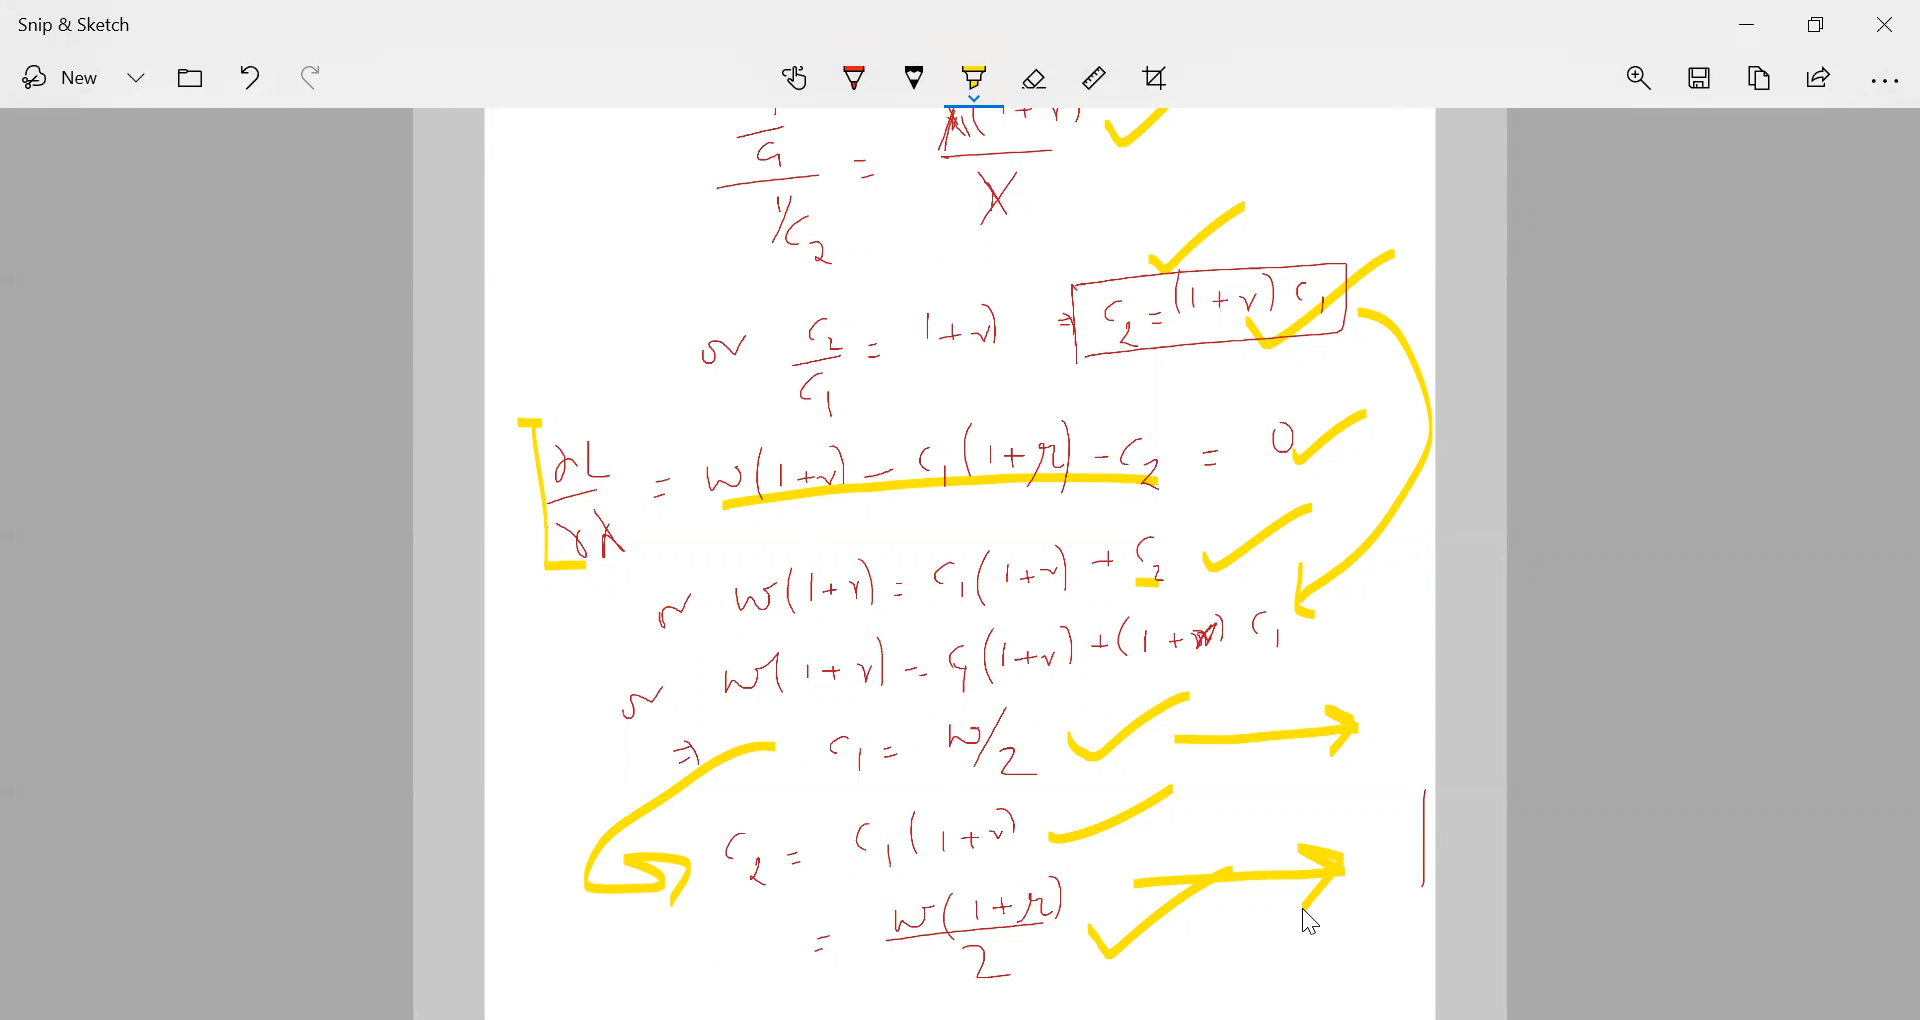 Snip & Sketch
New
1/C₁ / 1/C₂ = λ(1+r) / λ
or C₂/C₁ = 1+r ⇒ C₂ = (1+r) C₁
∂L/∂λ = W(1+r) − C₁(1+r) − C₂ = 0
or W(1+r) = C₁(1+r) + C₂
or W(1+r) = C₁(1+r) + (1+r) C₁
⇒ C₁ = W/2
C₂ = C₁(1+r)
= W(1+r)/2